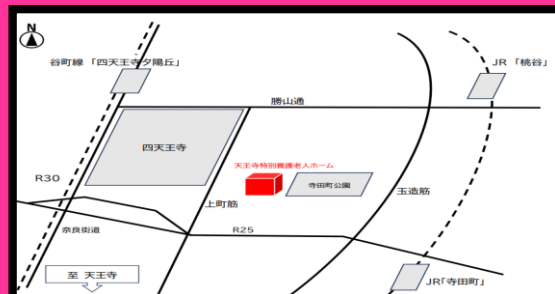 N
谷町線「四天王寺夕陽丘」
JR 「桃谷」
勝山通
四天王寺
天王寺特別養護老人ホーム
寺田町公園
R30
上町筋
玉造筋
奈良街道
R25
至 天王寺
JR「寺田町」